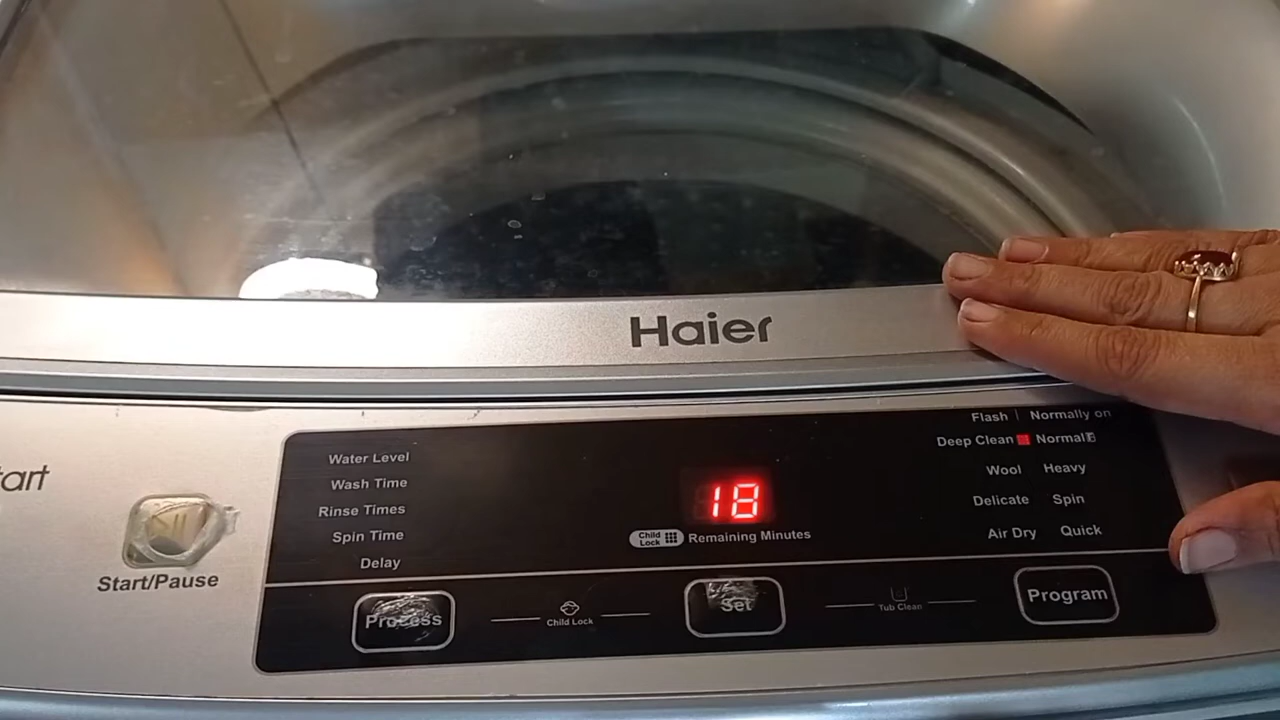 Haier
art
Start/Pause
Water Level
Wash Time
Rinse Times
Spin Time
Delay
18
Child Lock Remaining Minutes
Flash | Normally on
Deep Clean Normal
Wool Heavy
Delicate Spin
Air Dry Quick
Process
Child Lock
Set
Tub Clean
Program